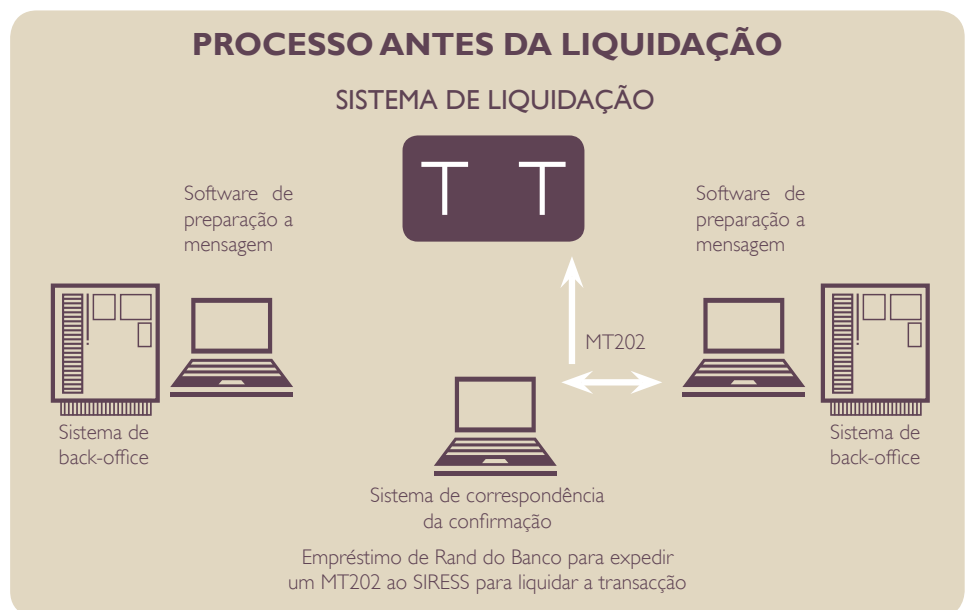 PROCESSO ANTES DA LIQUIDAÇÃO
SISTEMA DE LIQUIDAÇÃO
T T
Software de
preparação a
mensagem
Software de
preparação a
mensagem
MT202
Sistema de
back-office
Sistema de
back-office
Sistema de correspondência
da confirmação
Empréstimo de Rand do Banco para expedir
um MT202 ao SIRESS para liquidar a transacção